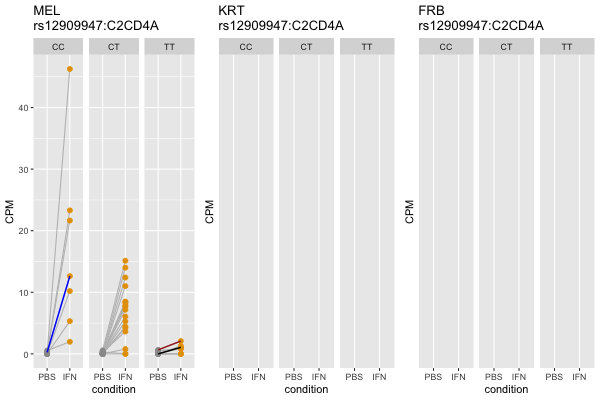 MEL
rs12909947:C2CD4A
CC CT TT
CPM
40
30
20
10
0
PBS IFN PBS IFN PBS IFN
condition
KRT
rs12909947:C2CD4A
CC CT TT
CPM
PBS IFN PBS IFN PBS IFN
condition
FRB
rs12909947:C2CD4A
CC CT TT
CPM
PBS IFN PBS IFN PBS IFN
condition